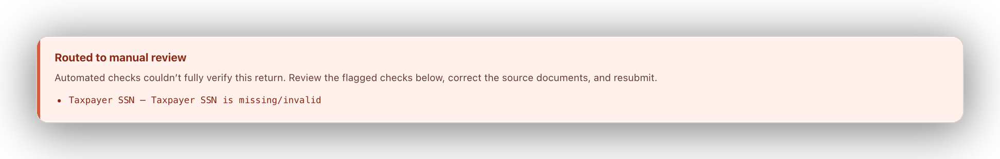 Routed to manual review
Automated checks couldn’t fully verify this return. Review the flagged checks below, correct the source documents, and resubmit.
• Taxpayer SSN — Taxpayer SSN is missing/invalid